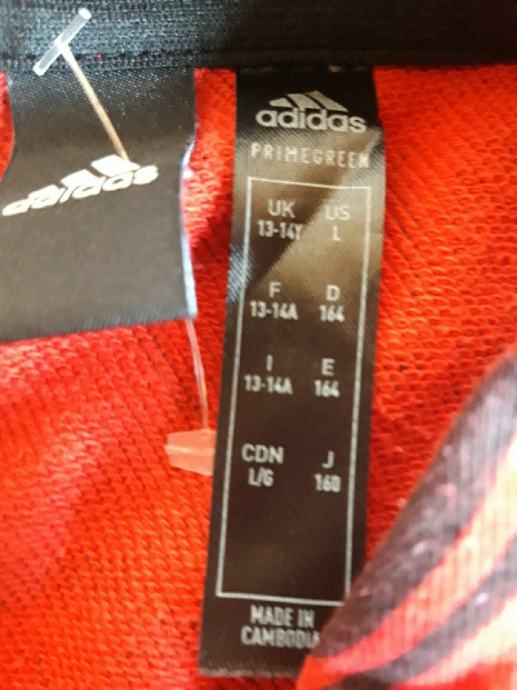 adidas
adidas
PRIMEGREEN
UK US
13-14Y L
F D
13-14A 164
I E
13-14A 164
CDN J
L/G 160
MADE IN
CAMBODIA